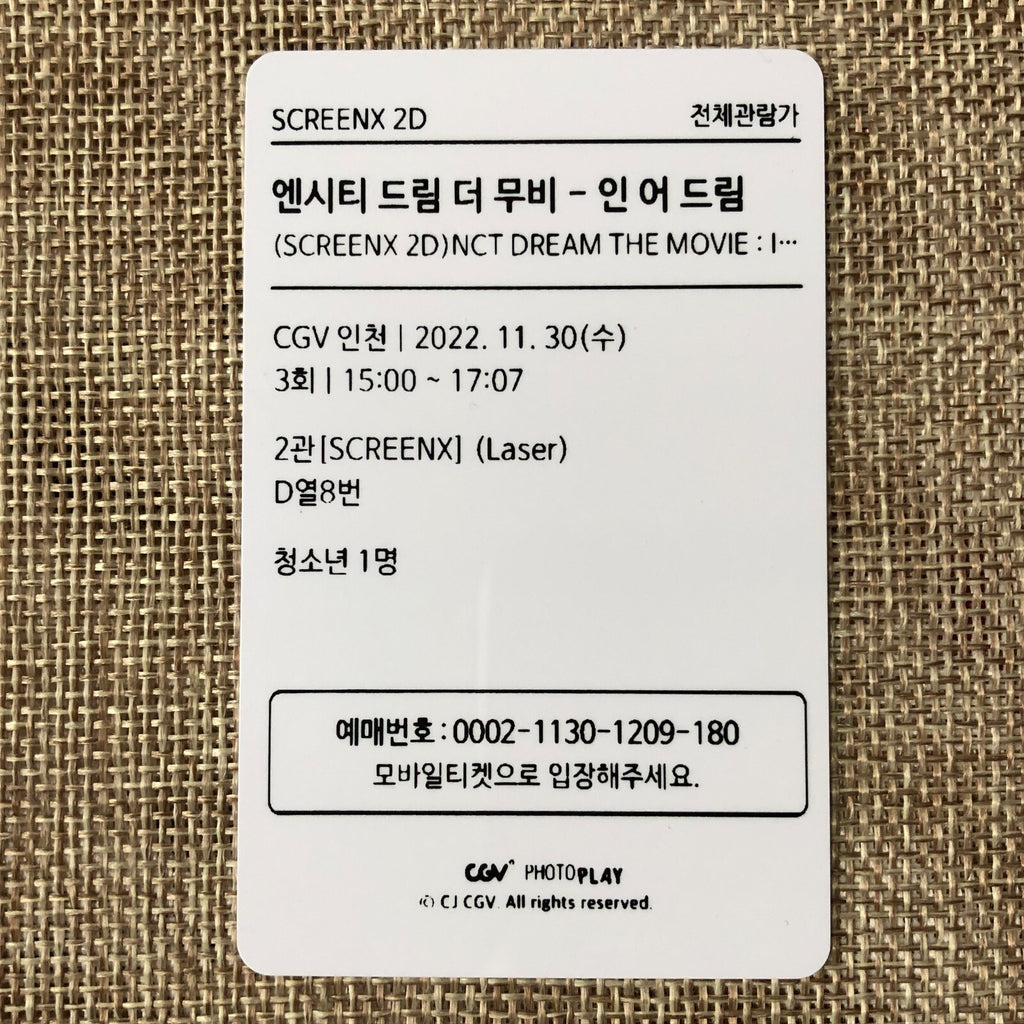 SCREENX 2D 전체관람가
엔시티 드림 더 무비 - 인 어 드림
(SCREENX 2D)NCT DREAM THE MOVIE : I···
CGV 인천 | 2022. 11. 30(수)
3회 | 15:00 ~ 17:07
2관[SCREENX] (Laser)
D열8번
청소년 1명
예매번호 : 0002-1130-1209-180
모바일티켓으로 입장해주세요.
CGV PHOTOPLAY
(C) CJ CGV. All rights reserved.